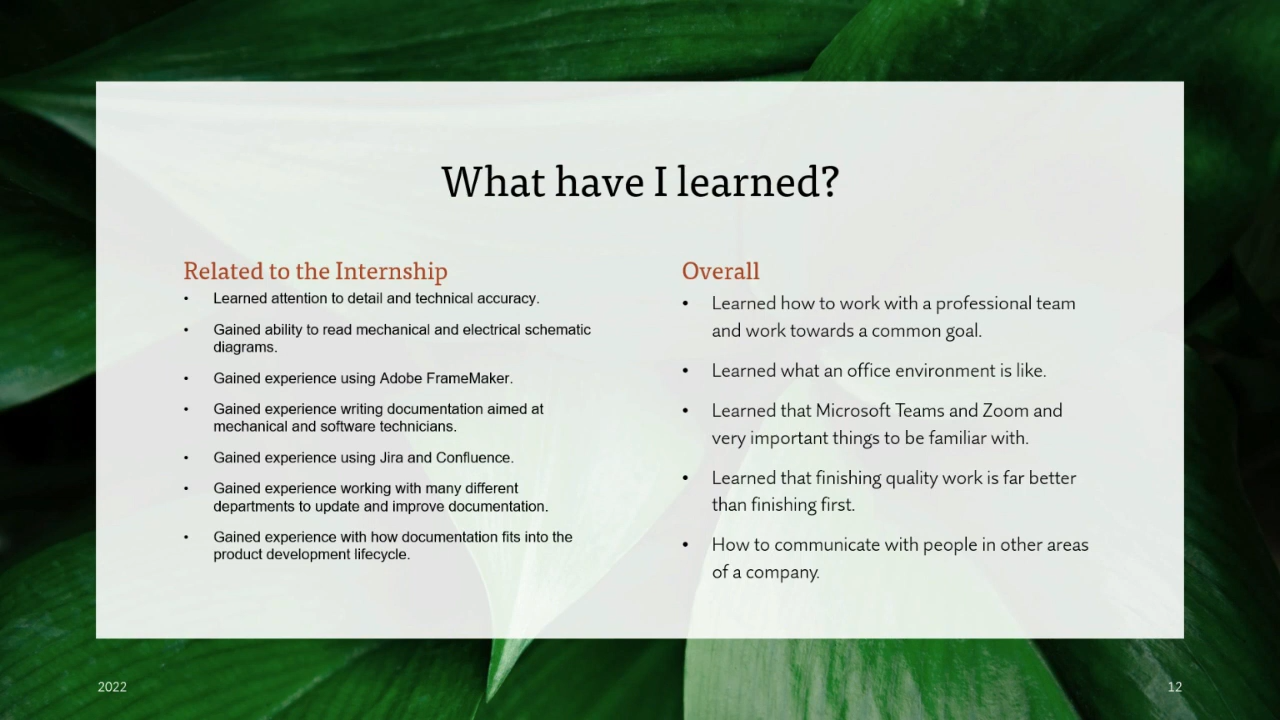 What have I learned?
Related to the Internship
• Learned attention to detail and technical accuracy.
• Gained ability to read mechanical and electrical schematic
diagrams.
• Gained experience using Adobe FrameMaker.
• Gained experience writing documentation aimed at
mechanical and software technicians.
• Gained experience using Jira and Confluence.
• Gained experience working with many different
departments to update and improve documentation.
• Gained experience with how documentation fits into the
product development lifecycle.
Overall
• Learned how to work with a professional team
and work towards a common goal.
• Learned what an office environment is like.
• Learned that Microsoft Teams and Zoom and
very important things to be familiar with.
• Learned that finishing quality work is far better
than finishing first.
• How to communicate with people in other areas
of a company.
2022
12